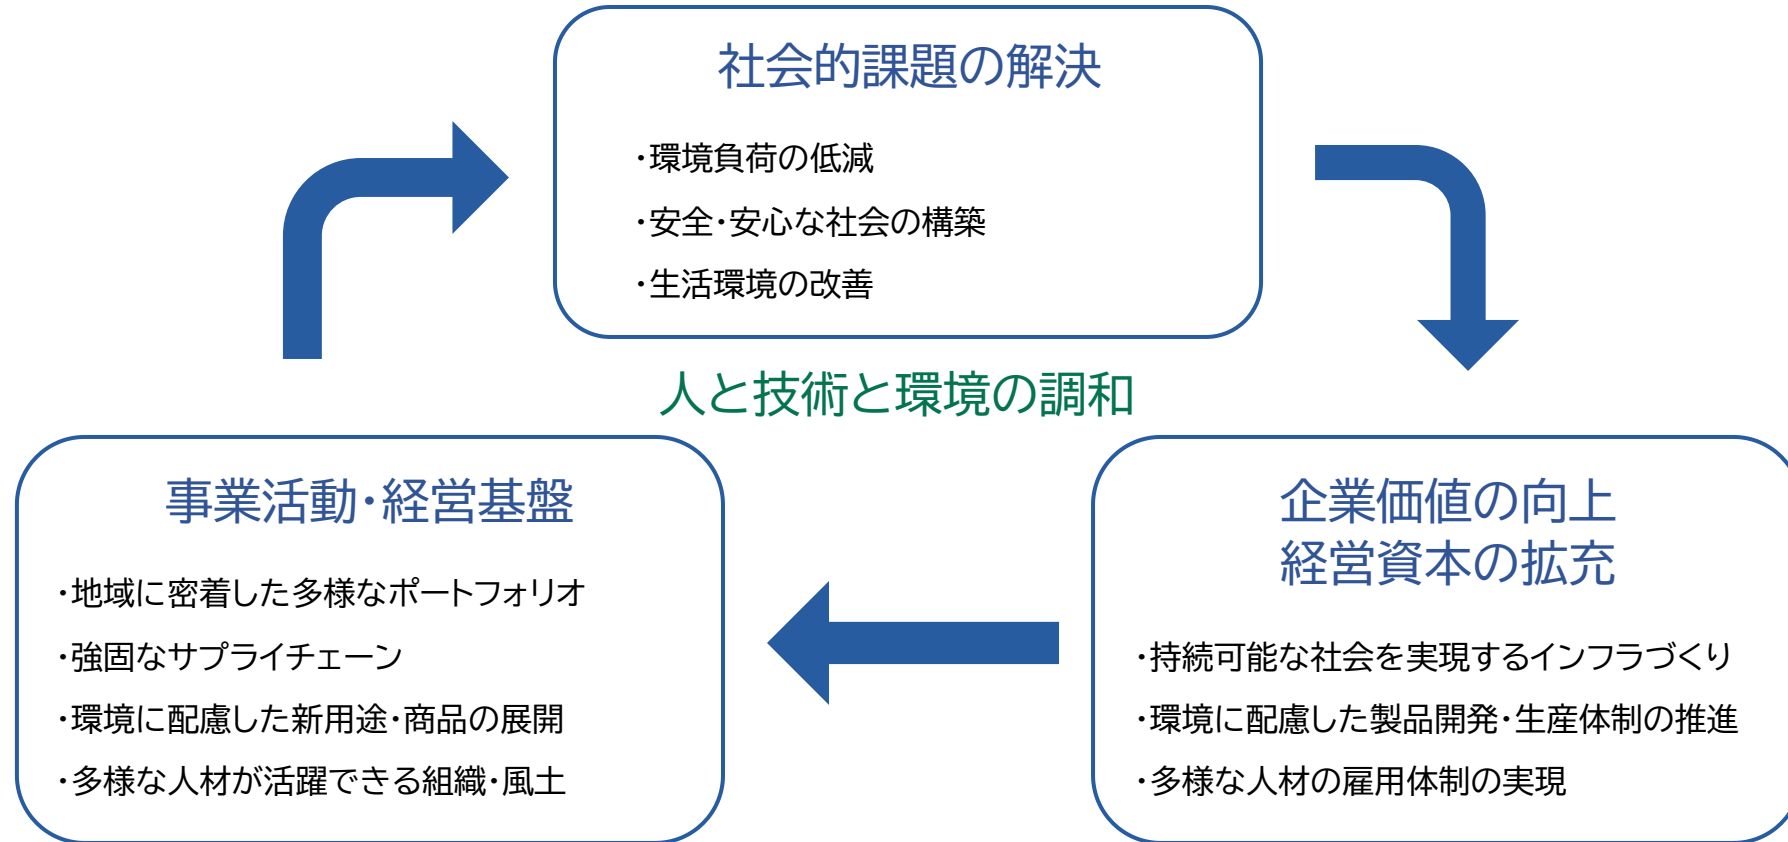 社会的課題の解決
・環境負荷の低減
・安全・安心な社会の構築
・生活環境の改善
人と技術と環境の調和
事業活動・経営基盤
・地域に密着した多様なポートフォリオ
・強固なサプライチェーン
・環境に配慮した新用途・商品の展開
・多様な人材が活躍できる組織・風土
企業価値の向上
経営資本の拡充
・持続可能な社会を実現するインフラづくり
・環境に配慮した製品開発・生産体制の推進
・多様な人材の雇用体制の実現